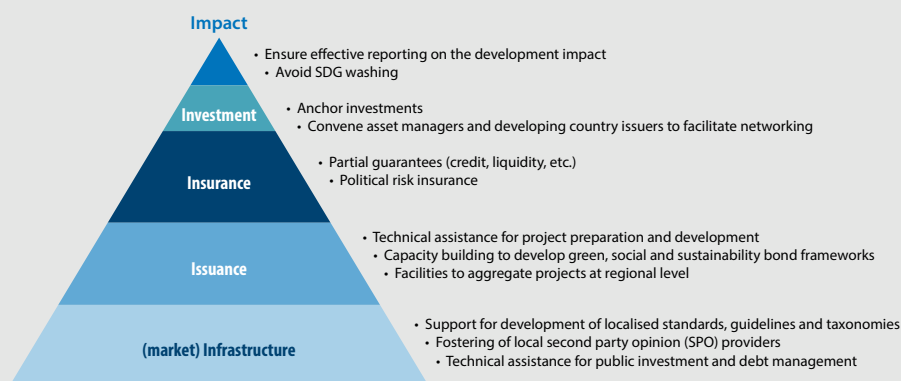 Impact
• Ensure effective reporting on the development impact
• Avoid SDG washing
Investment
• Anchor investments
• Convene asset managers and developing country issuers to facilitate networking
Insurance
• Partial guarantees (credit, liquidity, etc.)
• Political risk insurance
Issuance
• Technical assistance for project preparation and development
• Capacity building to develop green, social and sustainability bond frameworks
• Facilities to aggregate projects at regional level
(market) Infrastructure
• Support for development of localised standards, guidelines and taxonomies
• Fostering of local second party opinion (SPO) providers
• Technical assistance for public investment and debt management